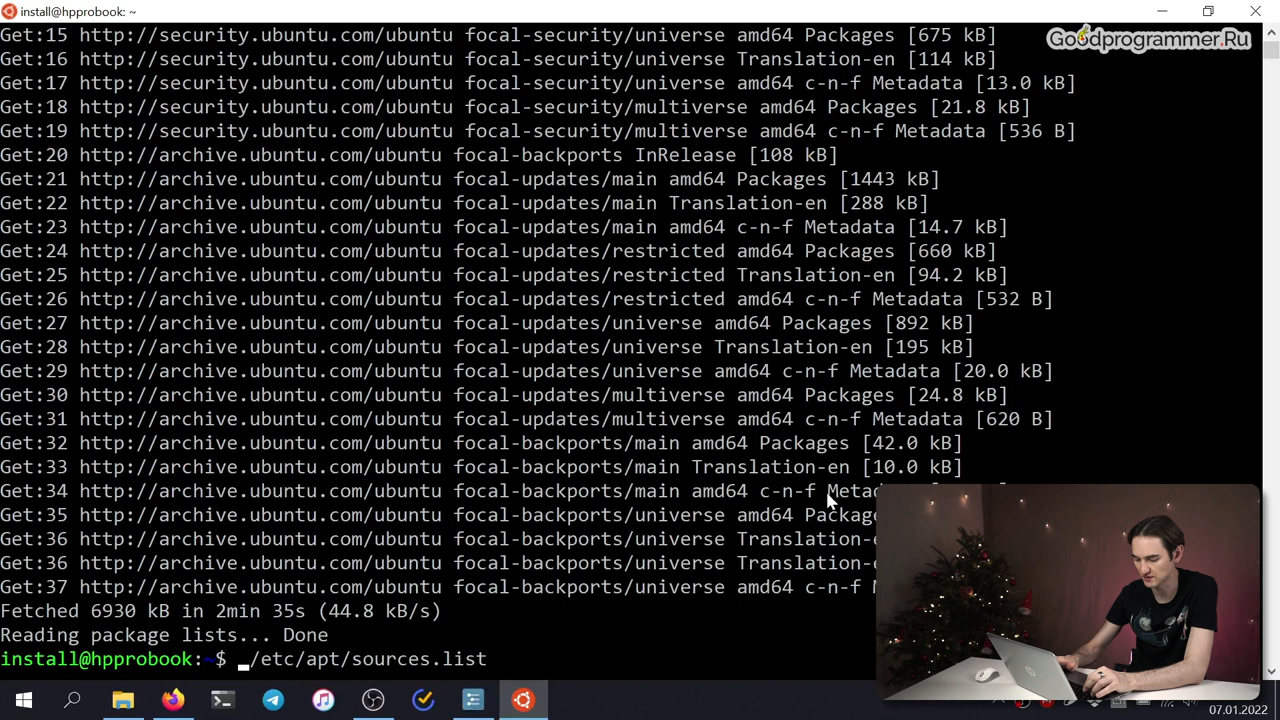 install@hpprobook: ~
Goodprogrammer.Ru
Get:15 http://security.ubuntu.com/ubuntu focal-security/universe amd64 Packages [675 kB]
Get:16 http://security.ubuntu.com/ubuntu focal-security/universe Translation-en [114 kB]
Get:17 http://security.ubuntu.com/ubuntu focal-security/universe amd64 c-n-f Metadata [13.0 kB]
Get:18 http://security.ubuntu.com/ubuntu focal-security/multiverse amd64 Packages [21.8 kB]
Get:19 http://security.ubuntu.com/ubuntu focal-security/multiverse amd64 c-n-f Metadata [536 B]
Get:20 http://archive.ubuntu.com/ubuntu focal-backports InRelease [108 kB]
Get:21 http://archive.ubuntu.com/ubuntu focal-updates/main amd64 Packages [1443 kB]
Get:22 http://archive.ubuntu.com/ubuntu focal-updates/main Translation-en [288 kB]
Get:23 http://archive.ubuntu.com/ubuntu focal-updates/main amd64 c-n-f Metadata [14.7 kB]
Get:24 http://archive.ubuntu.com/ubuntu focal-updates/restricted amd64 Packages [660 kB]
Get:25 http://archive.ubuntu.com/ubuntu focal-updates/restricted Translation-en [94.2 kB]
Get:26 http://archive.ubuntu.com/ubuntu focal-updates/restricted amd64 c-n-f Metadata [532 B]
Get:27 http://archive.ubuntu.com/ubuntu focal-updates/universe amd64 Packages [892 kB]
Get:28 http://archive.ubuntu.com/ubuntu focal-updates/universe Translation-en [195 kB]
Get:29 http://archive.ubuntu.com/ubuntu focal-updates/universe amd64 c-n-f Metadata [20.0 kB]
Get:30 http://archive.ubuntu.com/ubuntu focal-updates/multiverse amd64 Packages [24.8 kB]
Get:31 http://archive.ubuntu.com/ubuntu focal-updates/multiverse amd64 c-n-f Metadata [620 B]
Get:32 http://archive.ubuntu.com/ubuntu focal-backports/main amd64 Packages [42.0 kB]
Get:33 http://archive.ubuntu.com/ubuntu focal-backports/main Translation-en [10.0 kB]
Get:34 http://archive.ubuntu.com/ubuntu focal-backports/main amd64 c-n-f Metad
Get:35 http://archive.ubuntu.com/ubuntu focal-backports/universe amd64 Package
Get:36 http://archive.ubuntu.com/ubuntu focal-backports/universe Translation-e
Get:36 http://archive.ubuntu.com/ubuntu focal-backports/universe Translation-e
Get:37 http://archive.ubuntu.com/ubuntu focal-backports/universe amd64 c-n-f M
Fetched 6930 kB in 2min 35s (44.8 kB/s)
Reading package lists... Done
install@hpprobook:~$ _/etc/apt/sources.list
07.01.2022